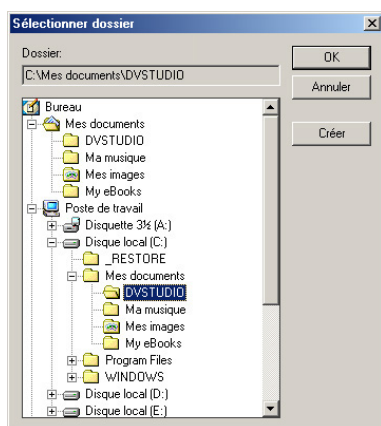 Sélectionner dossier
Dossier:
C:\Mes documents\DVSTUDIO
OK
Annuler
Créer
Bureau
Mes documents
DVSTUDIO
Ma musique
Mes images
My eBooks
Poste de travail
Disquette 3½ (A:)
Disque local (C:)
_RESTORE
Mes documents
DVSTUDIO
Ma musique
Mes images
My eBooks
Program Files
WINDOWS
Disque local (D:)
Disque local (E:)